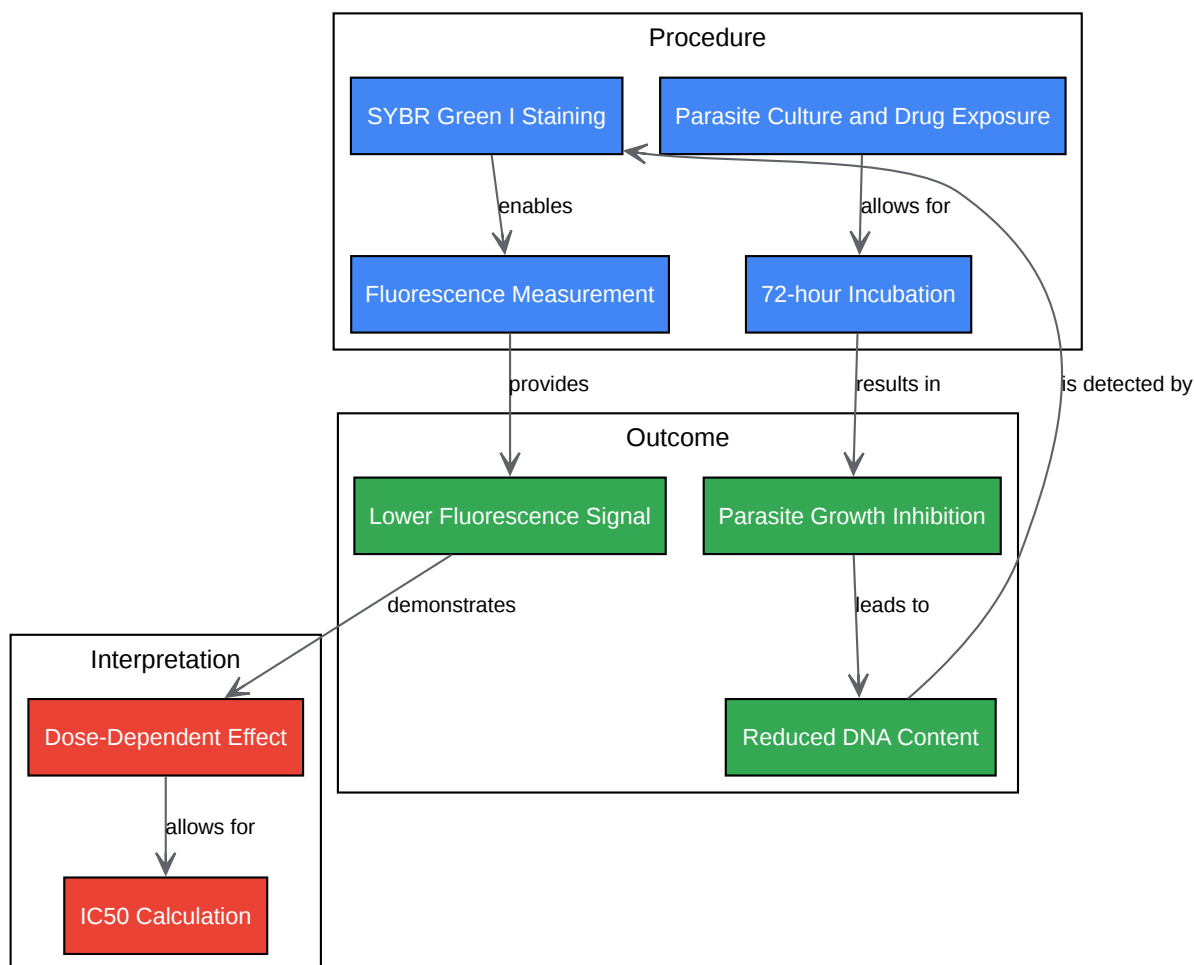 Procedure
SYBR Green I Staining
Parasite Culture and Drug Exposure
enables
allows for
Fluorescence Measurement
72-hour Incubation
provides
results in
is detected by
Outcome
Lower Fluorescence Signal
Parasite Growth Inhibition
demonstrates
leads to
Interpretation
Dose-Dependent Effect
Reduced DNA Content
allows for
IC50 Calculation